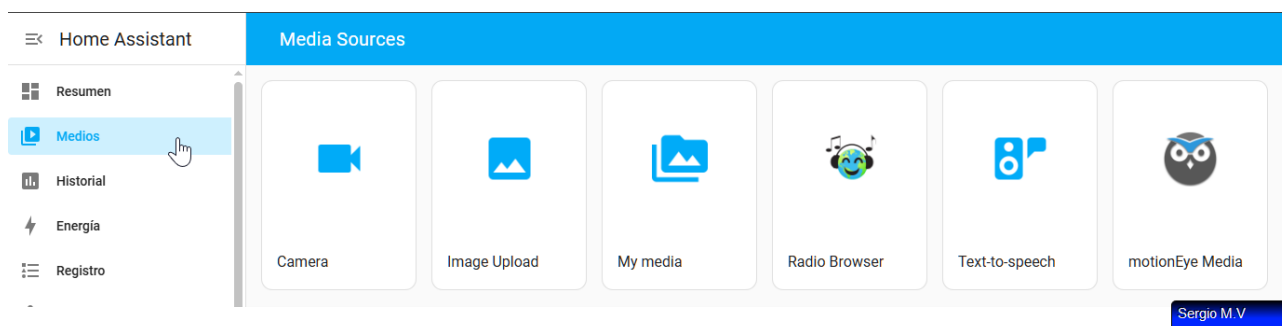 Home Assistant
Media Sources
Resumen
Medios
Historial
Energía
Registro
Camera
Image Upload
My media
Radio Browser
Text-to-speech
motionEye Media
Sergio M.V